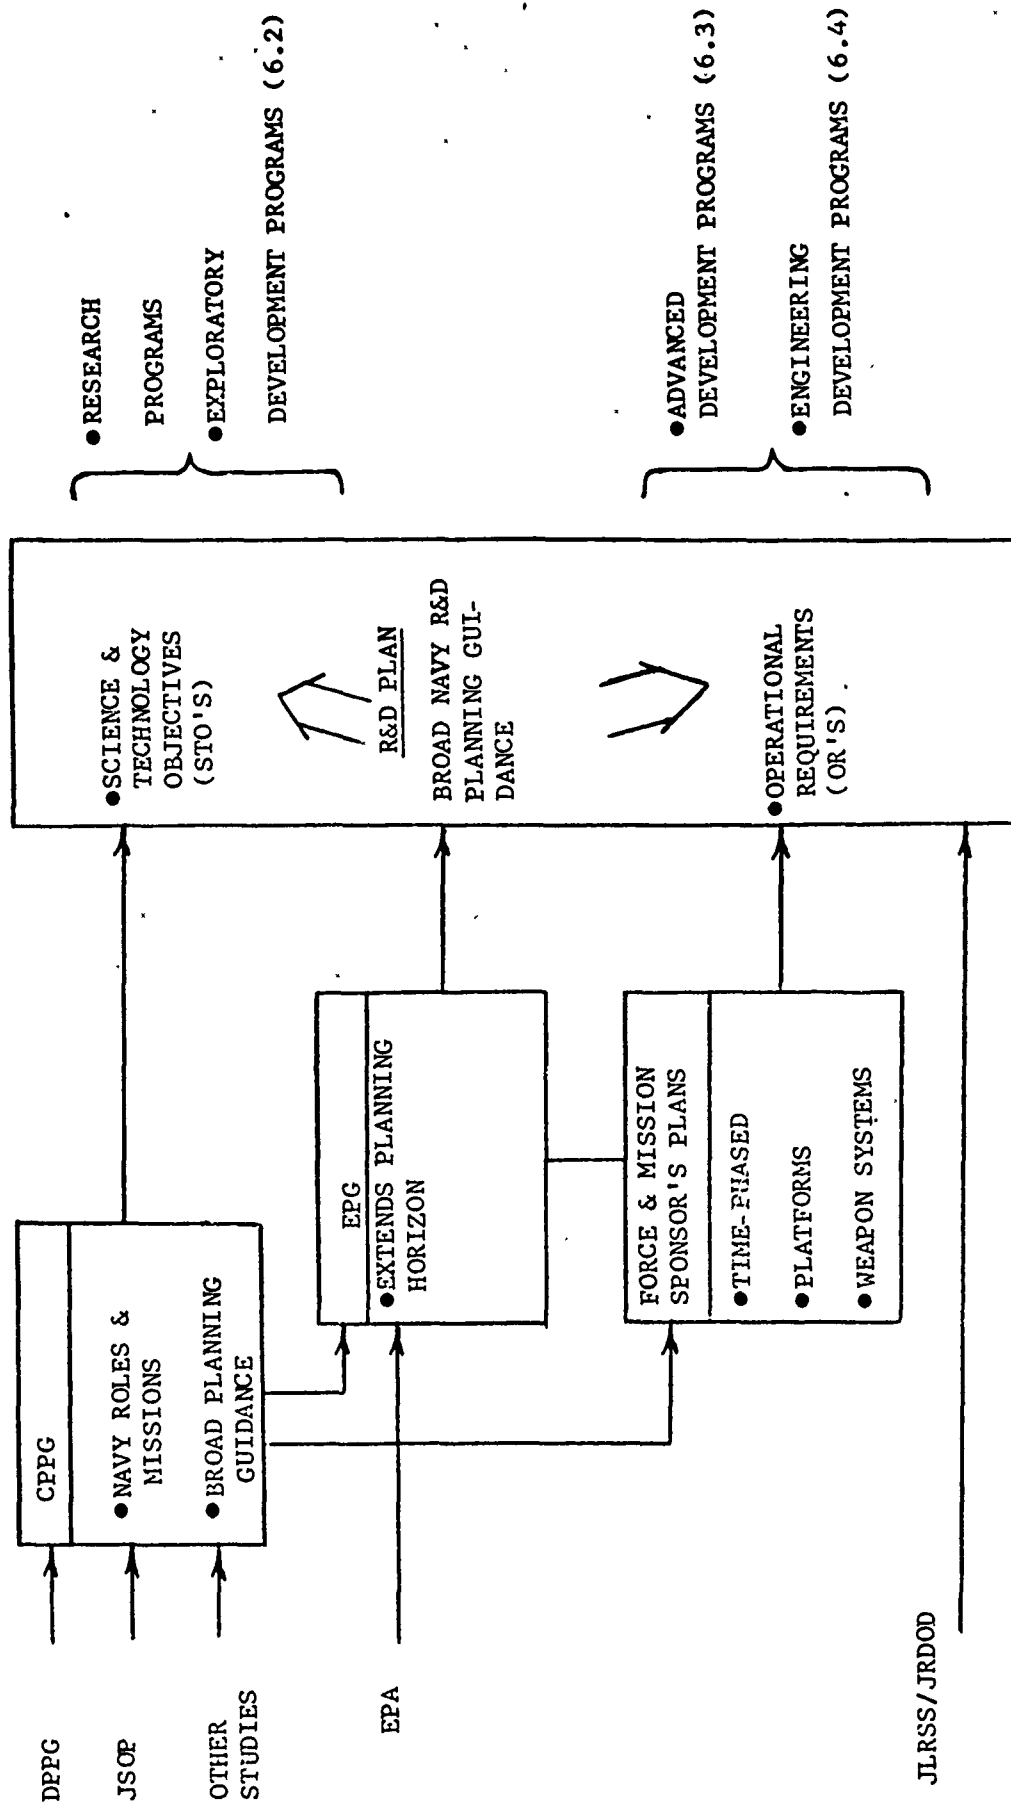 DPPG
JSOP
OTHER
STUDIES
EPA
JLRSS/JRDOD
CPPG
●NAVY ROLES &
MISSIONS
●BROAD PLANNING
GUIDANCE
EPG
●EXTENDS PLANNING
HORIZON
FORCE & MISSION
SPONSOR'S PLANS
●TIME-PHASED
●PLATFORMS
●WEAPON SYSTEMS
●SCIENCE &
TECHNOLOGY
OBJECTIVES
(STO'S)
R&D PLAN
BROAD NAVY R&D
PLANNING GUI-
DANCE
●OPERATIONAL
REQUIREMENTS
(OR'S)
●RESEARCH
PROGRAMS
●EXPLORATORY
DEVELOPMENT PROGRAMS (6.2)
●ADVANCED
DEVELOPMENT PROGRAMS (6.3)
●ENGINEERING
DEVELOPMENT PROGRAMS (6.4)